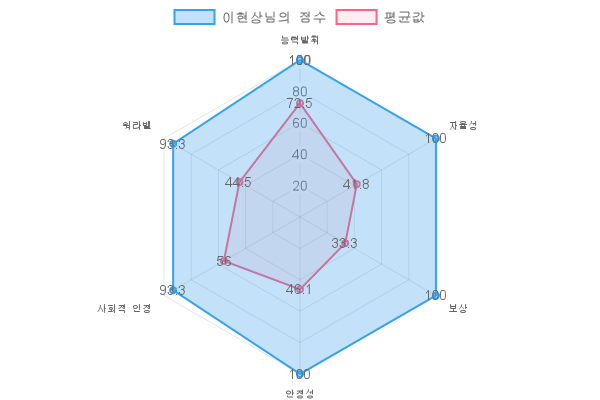 이현상님의 점수 평균값
능력발휘
100
80
73.5
60
워라밸
자율성
93.3
100
40
44.5
41.8
20
33.3
56
46.1
93.3
100
사회적 인정
보상
100
안정성